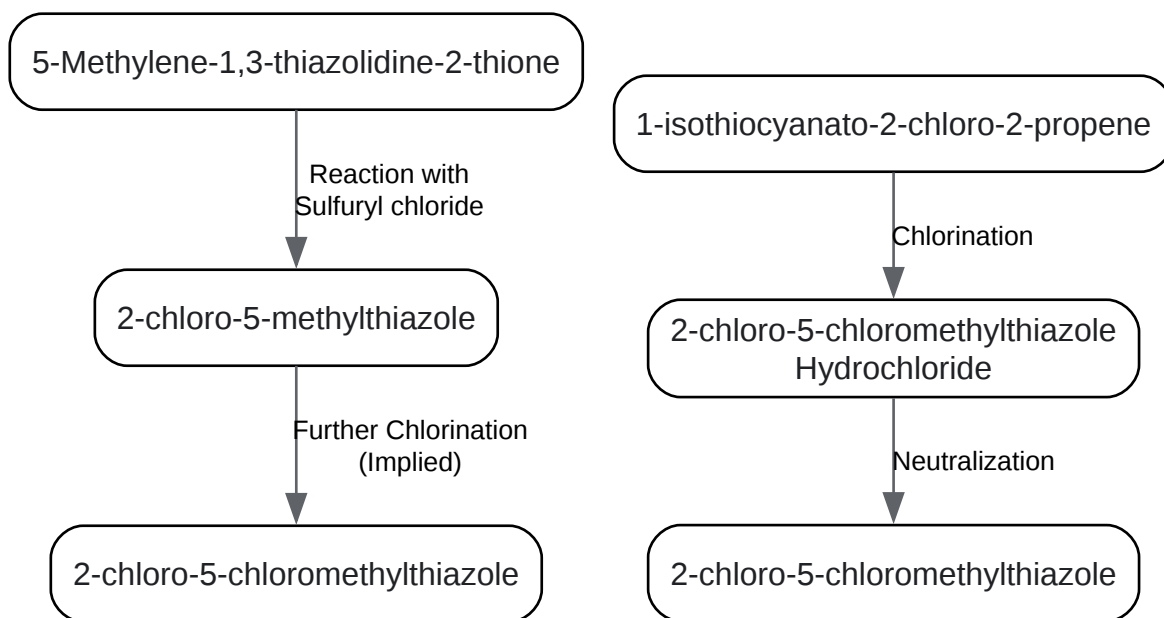 5-Methylene-1,3-thiazolidine-2-thione
Reaction with
Sulfuryl chloride
2-chloro-5-methylthiazole
Further Chlorination
(Implied)
2-chloro-5-chloromethylthiazole
1-isothiocyanato-2-chloro-2-propene
Chlorination
2-chloro-5-chloromethylthiazole
Hydrochloride
Neutralization
2-chloro-5-chloromethylthiazole